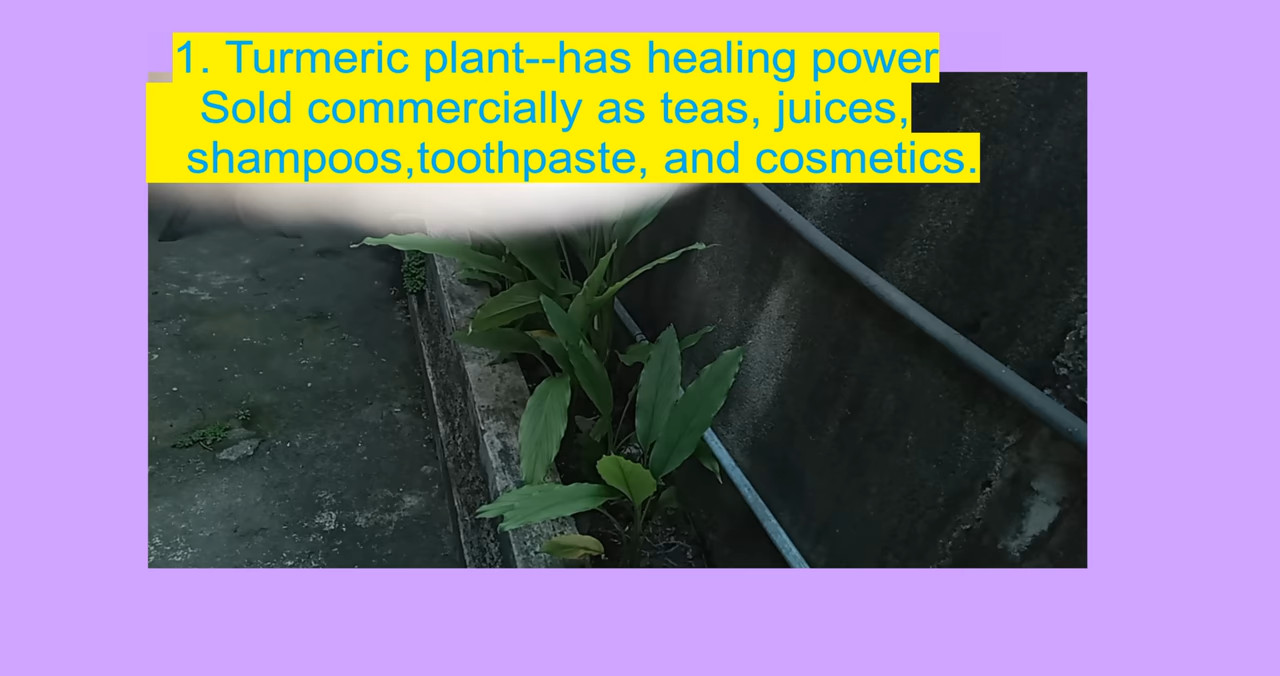 1. Turmeric plant--has healing power
Sold commercially as teas, juices,
shampoos,toothpaste, and cosmetics.